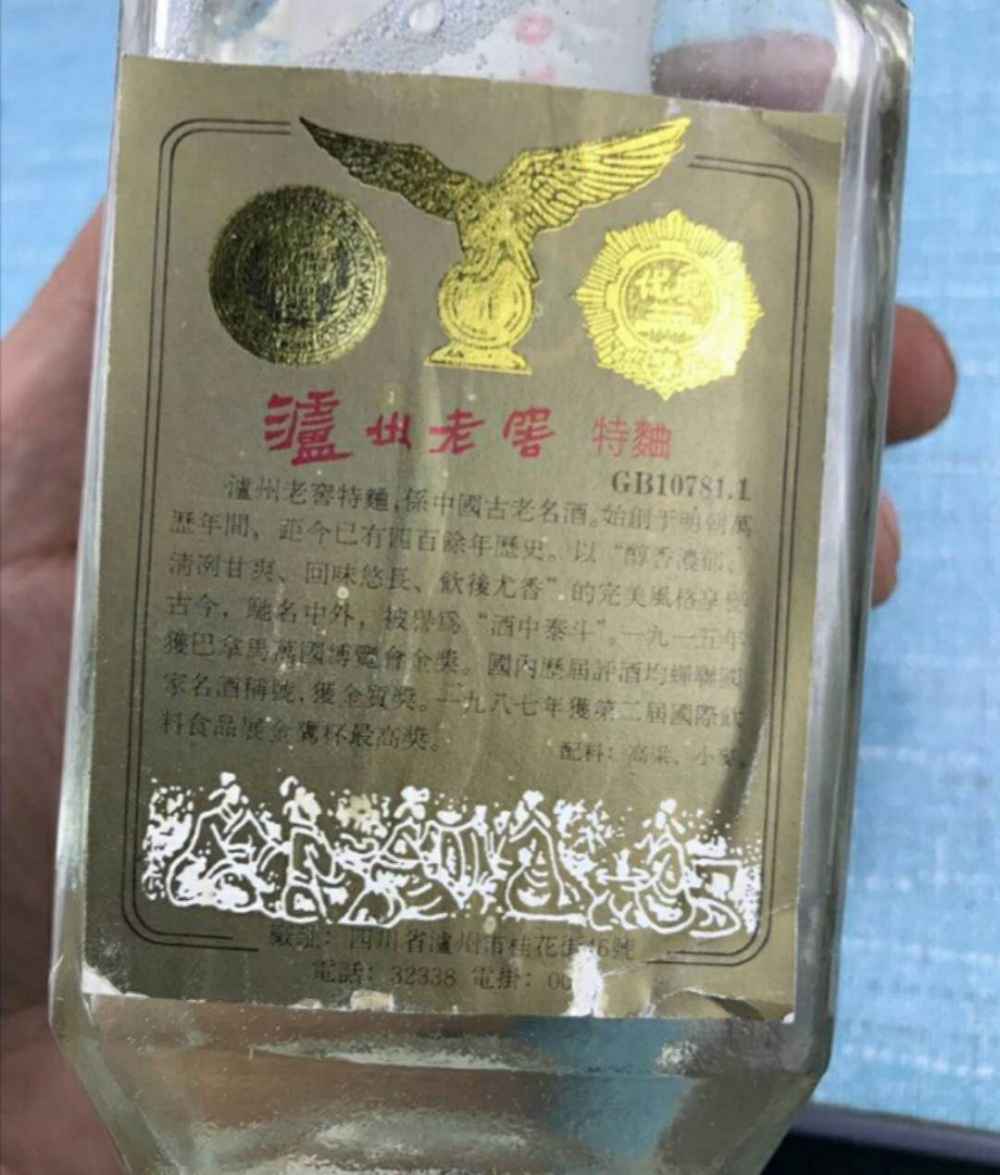 瀘州老窖 特麯
GB10781.1
瀘州老窖特麯,係中國古老名酒。始創于明朝萬
歷年間, 距今已有四百餘年歷史。以“醇香濃郁、
清洌甘爽、回味悠長、飲後尤香”的完美風格享譽
古今, 馳名中外, 被譽爲“酒中泰斗”。一九一五年
獲巴拿馬萬國博覽會金獎。國內歷屆評酒均蟬聯國
家名酒稱號,獲金質獎。一九八七年獲第二屆國際飲
料食品展金鷹杯最高獎。
配料: 高粱、小麥
廠址: 四川省瀘州市桂花街46號
電話: 32338 電掛: 00